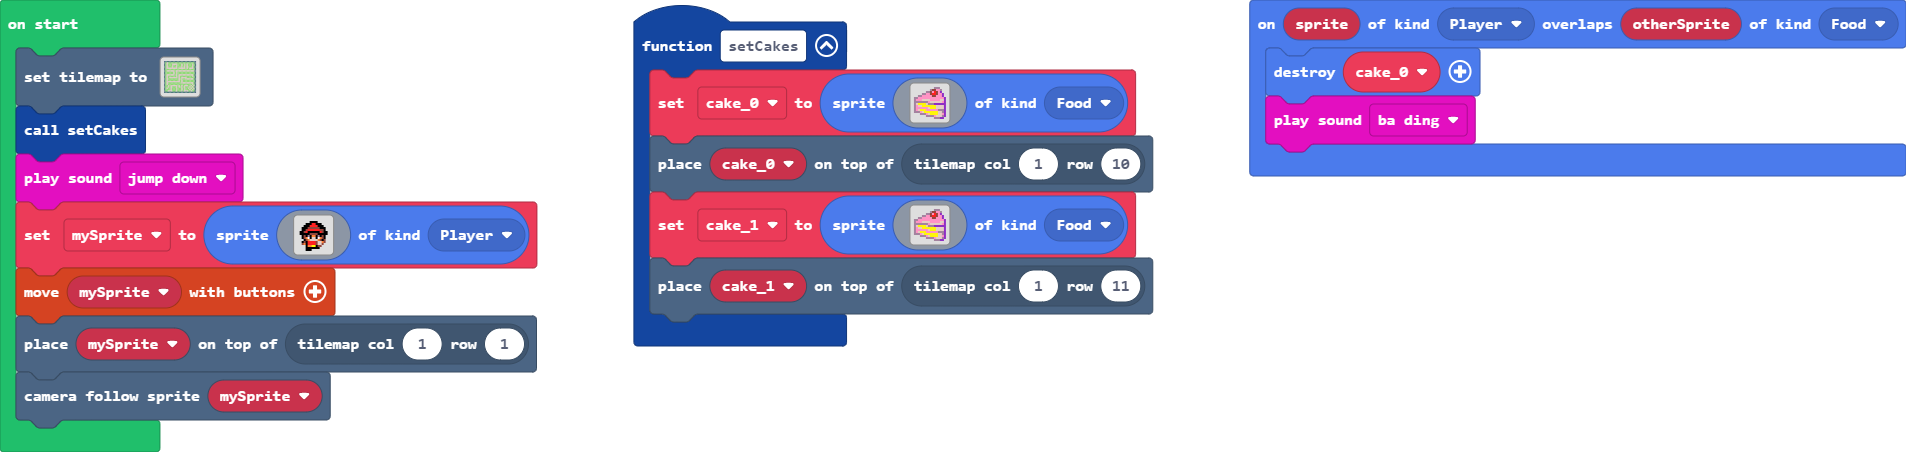 on start
set tilemap to
call setCakes
play sound jump down
set mySprite to sprite of kind Player
move mySprite with buttons
place mySprite on top of tilemap col 1 row 1
camera follow sprite mySprite
function setCakes
set cake_0 to sprite of kind Food
place cake_0 on top of tilemap col 1 row 10
set cake_1 to sprite of kind Food
place cake_1 on top of tilemap col 1 row 11
on sprite of kind Player overlaps otherSprite of kind Food
destroy cake_0
play sound ba ding